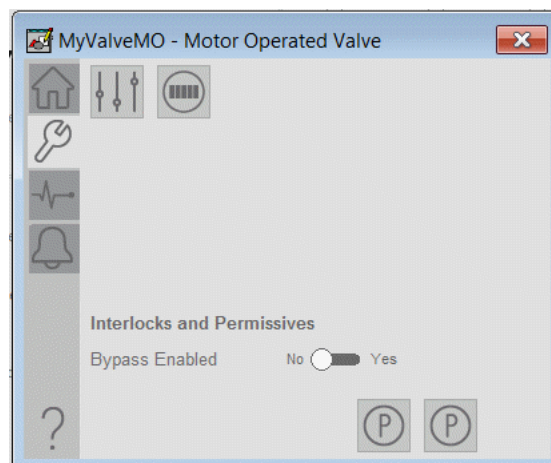 MyValveMO - Motor Operated Valve
Interlocks and Permissives
Bypass Enabled No Yes
?
P P